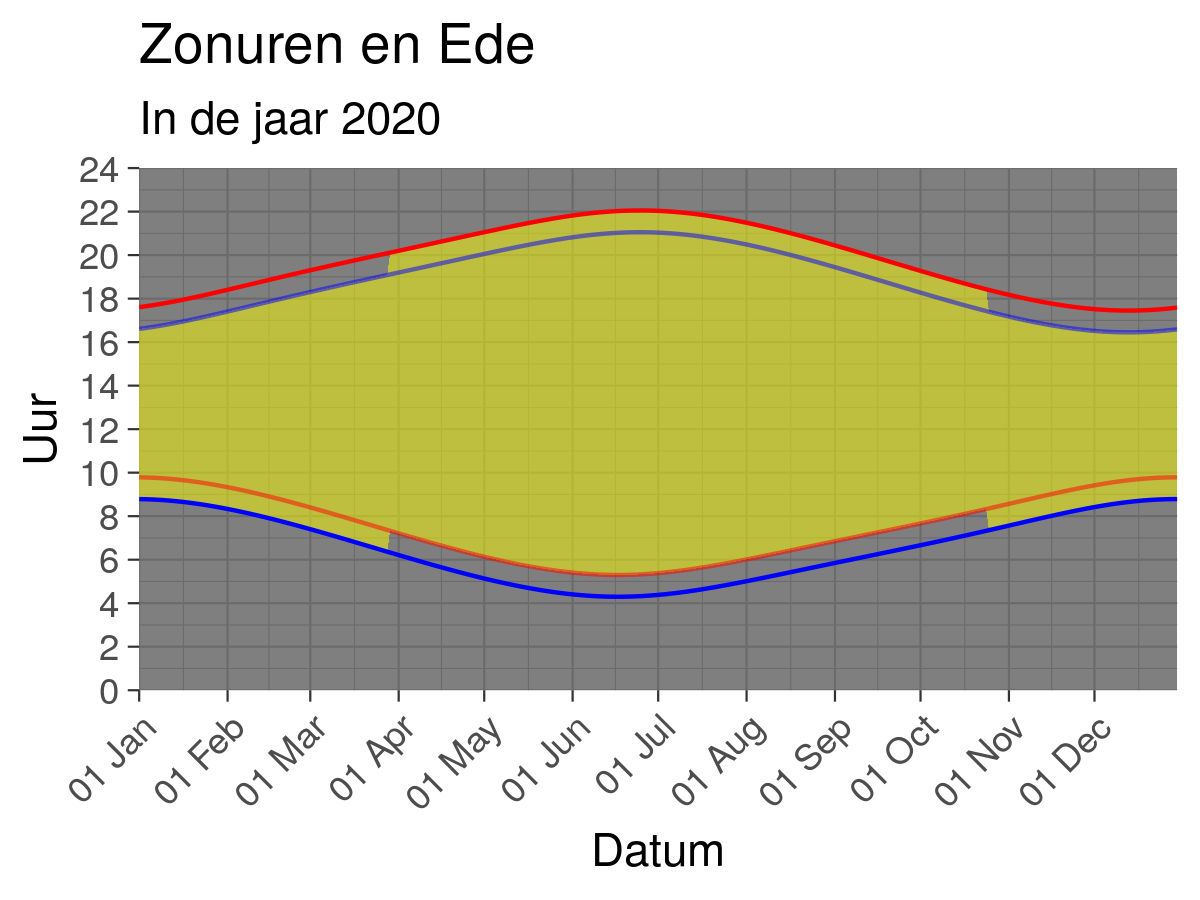 Zonuren en Ede
In de jaar 2020
24
22
20
18
16
14
12
10
8
6
4
2
0
Uur
01 Jan
01 Feb
01 Mar
01 Apr
01 May
01 Jun
01 Jul
01 Aug
01 Sep
01 Oct
01 Nov
01 Dec
Datum